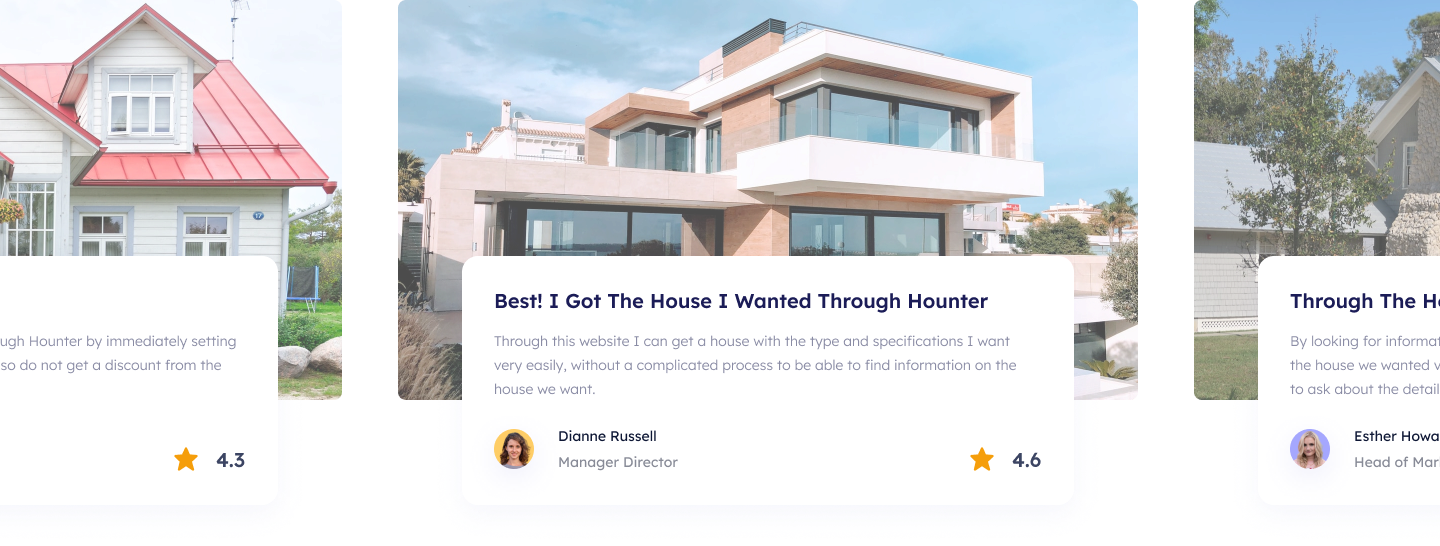 17
ugh Hounter by immediately setting
so do not get a discount from the
4.3
Best! I Got The House I Wanted Through Hounter
Through this website I can get a house with the type and specifications I want
very easily, without a complicated process to be able to find information on the
house we want.
Dianne Russell
Manager Director
4.6
Through The H
By looking for informat
the house we wanted
to ask about the detail
Esther Howa
Head of Mar